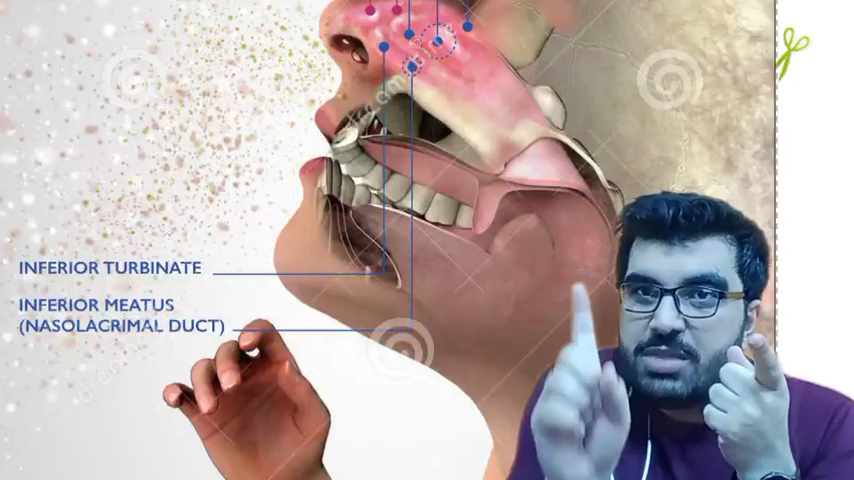 INFERIOR TURBINATE
INFERIOR MEATUS
(NASOLACRIMAL DUCT)